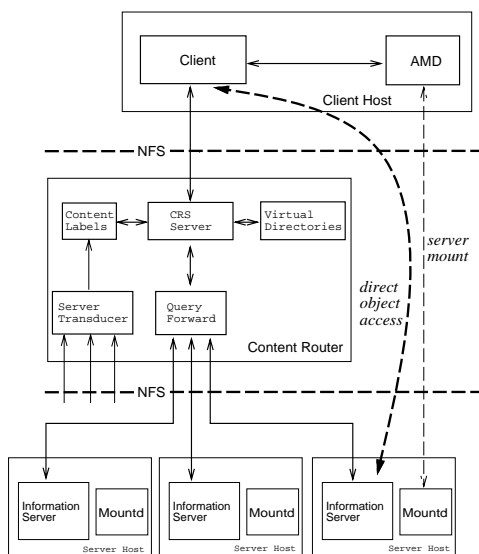 Client
AMD
Client Host
NFS
Content
Labels
CRS
Server
Virtual
Directories
server
mount
direct
object
access
Server
Transducer
Query
Forward
Content Router
NFS
Information
Server
Mountd
Server Host
Information
Server
Mountd
Server Host
Information
Server
Mountd
Server Host